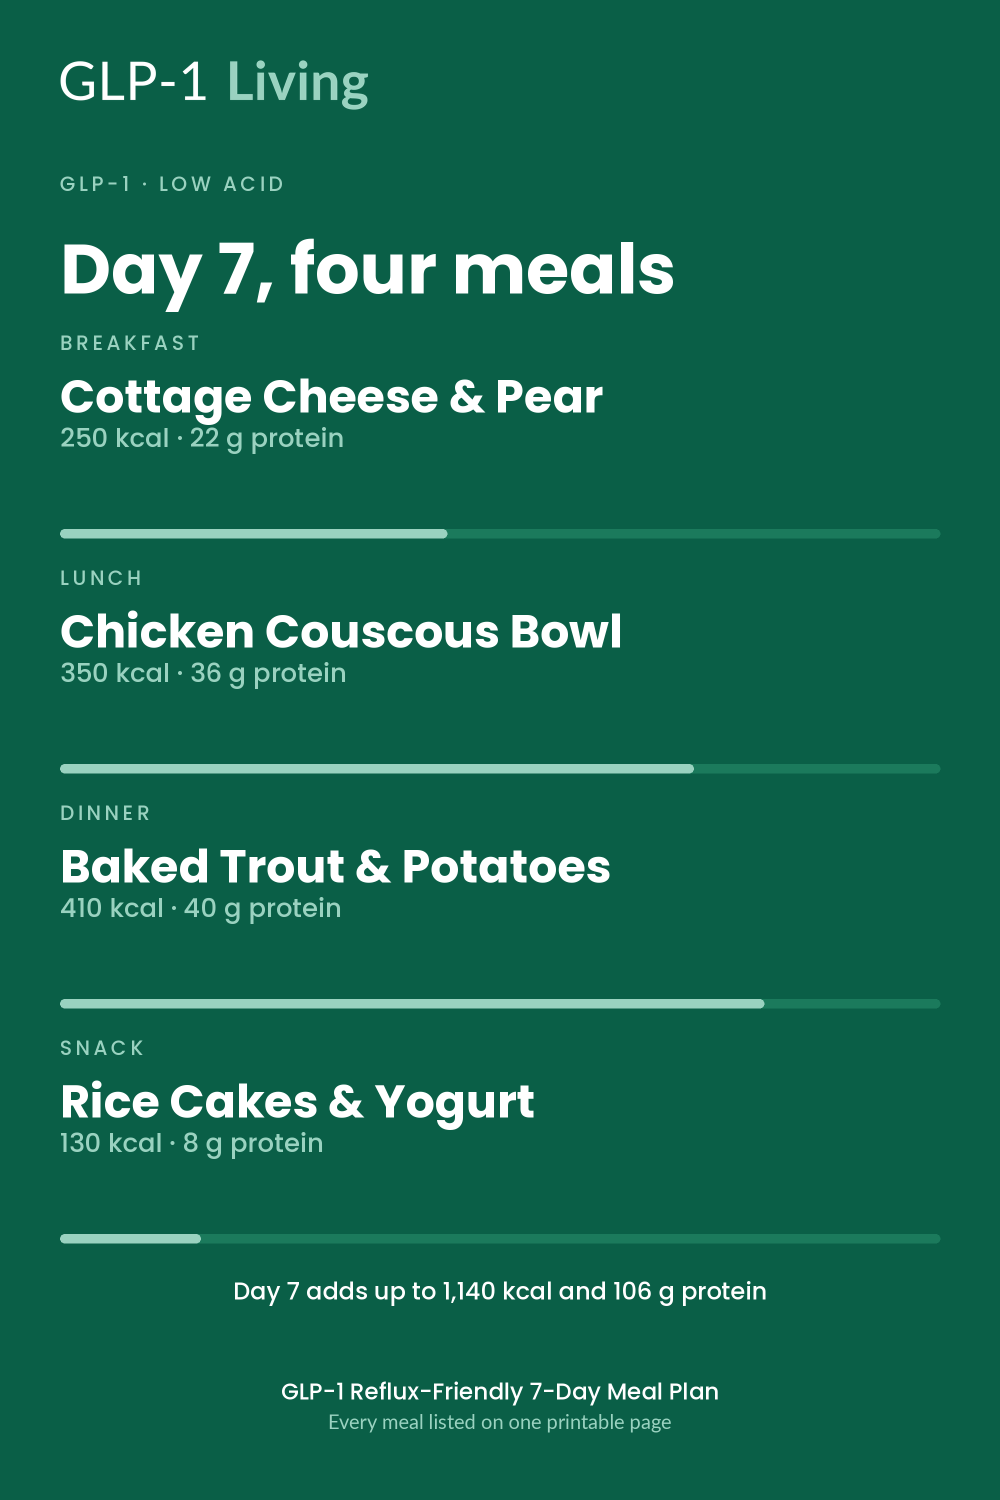 GLP-1 Living
GLP-1 · LOW ACID
Day 7, four meals
BREAKFAST
Cottage Cheese & Pear
250 kcal · 22 g protein
LUNCH
Chicken Couscous Bowl
350 kcal · 36 g protein
DINNER
Baked Trout & Potatoes
410 kcal · 40 g protein
SNACK
Rice Cakes & Yogurt
130 kcal · 8 g protein
Day 7 adds up to 1,140 kcal and 106 g protein
GLP-1 Reflux-Friendly 7-Day Meal Plan
Every meal listed on one printable page